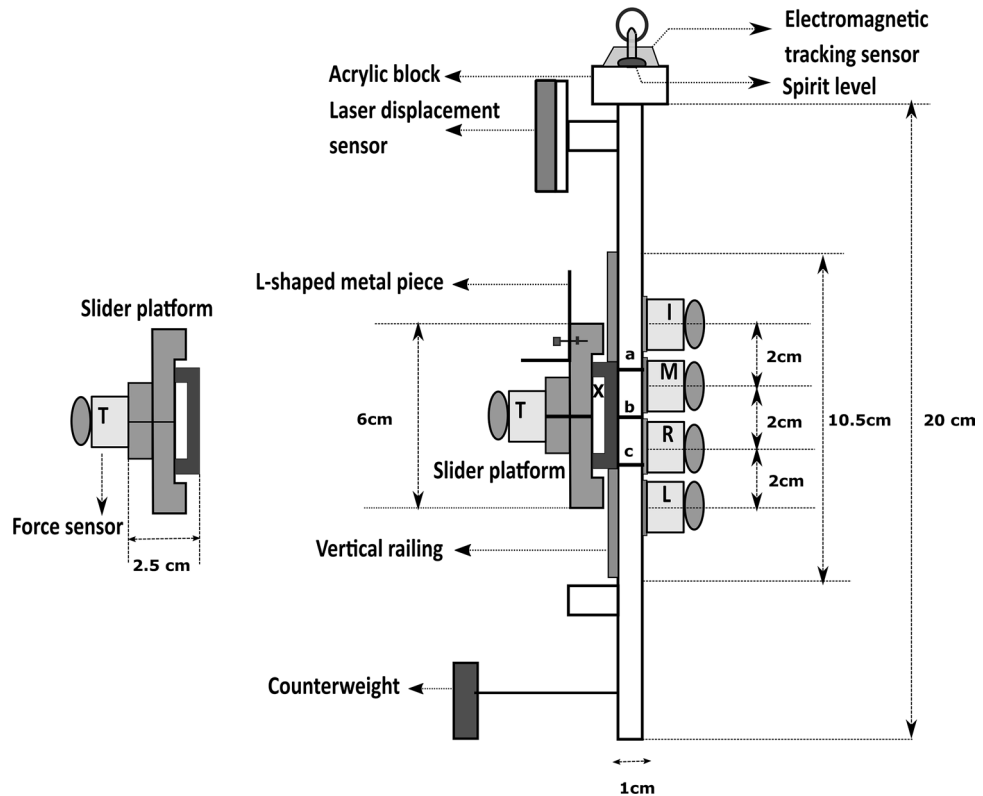 Electromagnetic
tracking sensor
Spirit level
Acrylic block
Laser displacement
sensor
L-shaped metal piece
Slider platform
T
Force sensor
2.5 cm
6cm
T
X
Slider platform
a
b
c
I
M
R
L
2cm
2cm
2cm
10.5cm
20 cm
Vertical railing
Counterweight
1cm